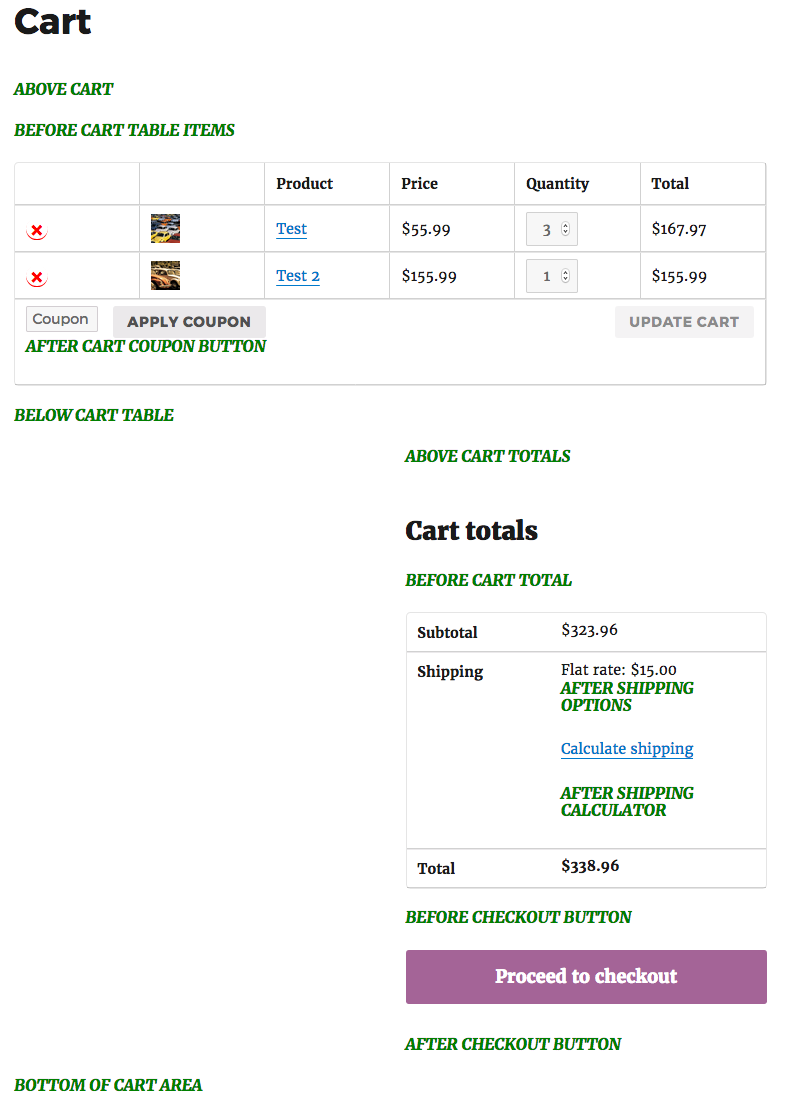 Cart
ABOVE CART
BEFORE CART TABLE ITEMS
Product Price Quantity Total
Test $55.99 3 $167.97
Test 2 $155.99 1 $155.99
Coupon APPLY COUPON UPDATE CART
AFTER CART COUPON BUTTON
BELOW CART TABLE
ABOVE CART TOTALS
Cart totals
BEFORE CART TOTAL
Subtotal $323.96
Shipping Flat rate: $15.00
AFTER SHIPPING
OPTIONS
Calculate shipping
AFTER SHIPPING
CALCULATOR
Total $338.96
BEFORE CHECKOUT BUTTON
Proceed to checkout
AFTER CHECKOUT BUTTON
BOTTOM OF CART AREA